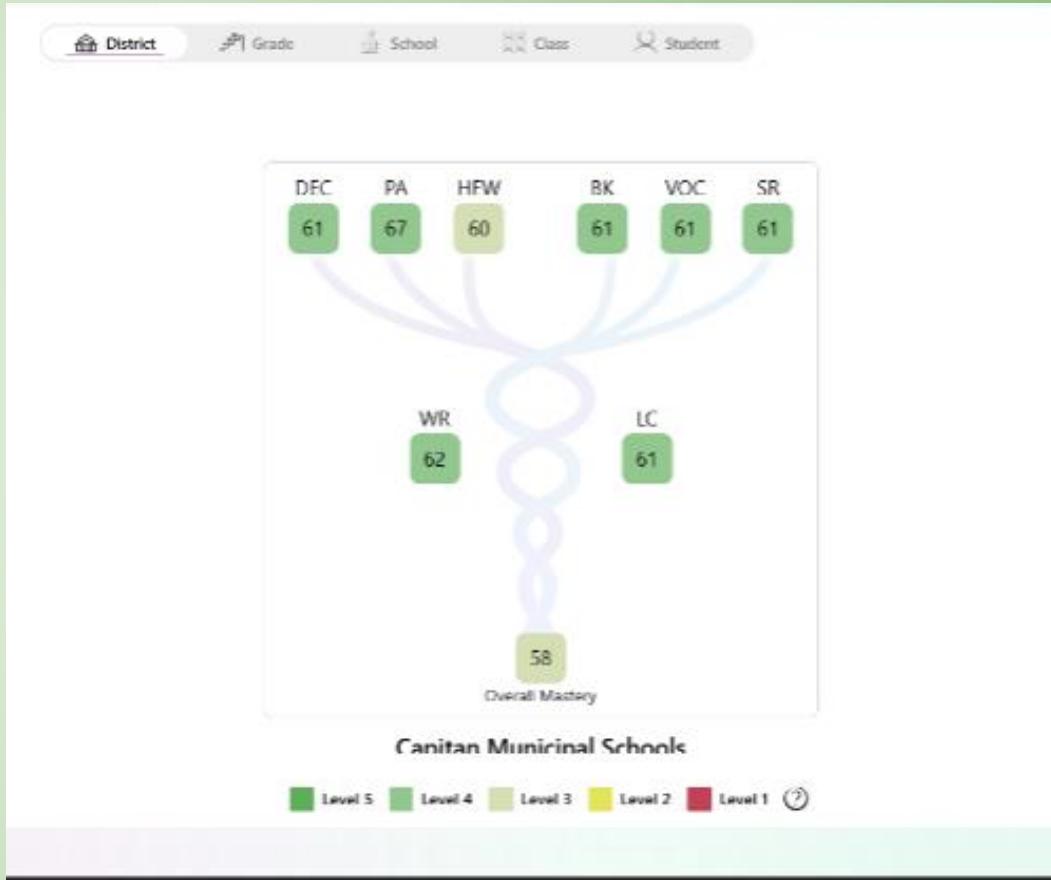 District Grade School Class Student
DEC PA HFW BK VOC SR
61 67 60 61 61 61
WR LC
62 61
58
Overall Mastery
Capitan Municipal Schools
Level 5 Level 4 Level 3 Level 2 Level 1 ?